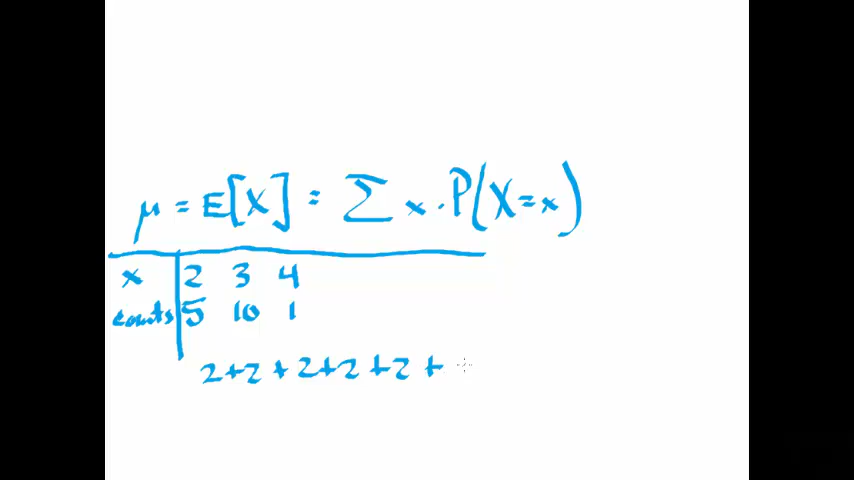 μ = E[X] = Σ x · P(X=x)
x 2 3 4
counts 5 10 1
2+2+2+2+2+